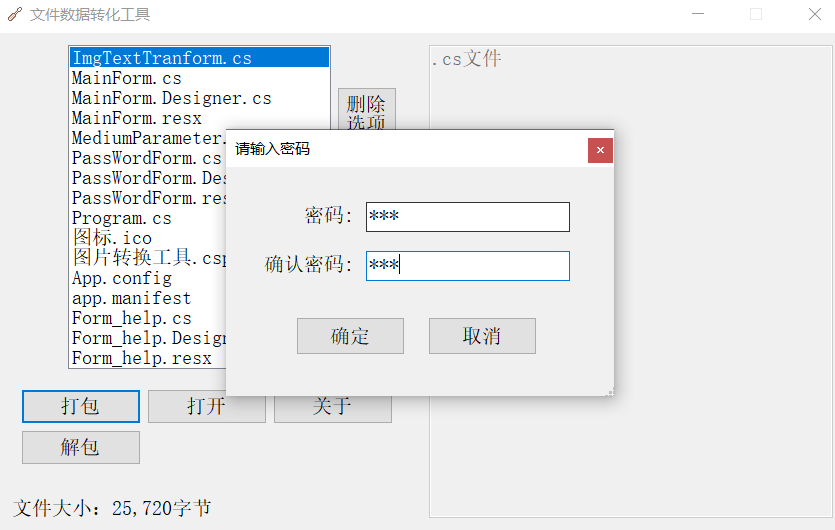 文件数据转化工具
ImgTextTranform.cs
MainForm.cs
MainForm.Designer.cs
MainForm.resx
MediumParameter.
PassWordForm.cs
PassWordForm.Des
PassWordForm.res
Program.cs
图标.ico
图片转换工具.csp
App.config
app.manifest
Form_help.cs
Form_help.Design
Form_help.resx
删除
选项
.cs文件
请输入密码
密码: ***
确认密码: ***
确定 取消
打包 打开 关于
解包
文件大小: 25,720字节